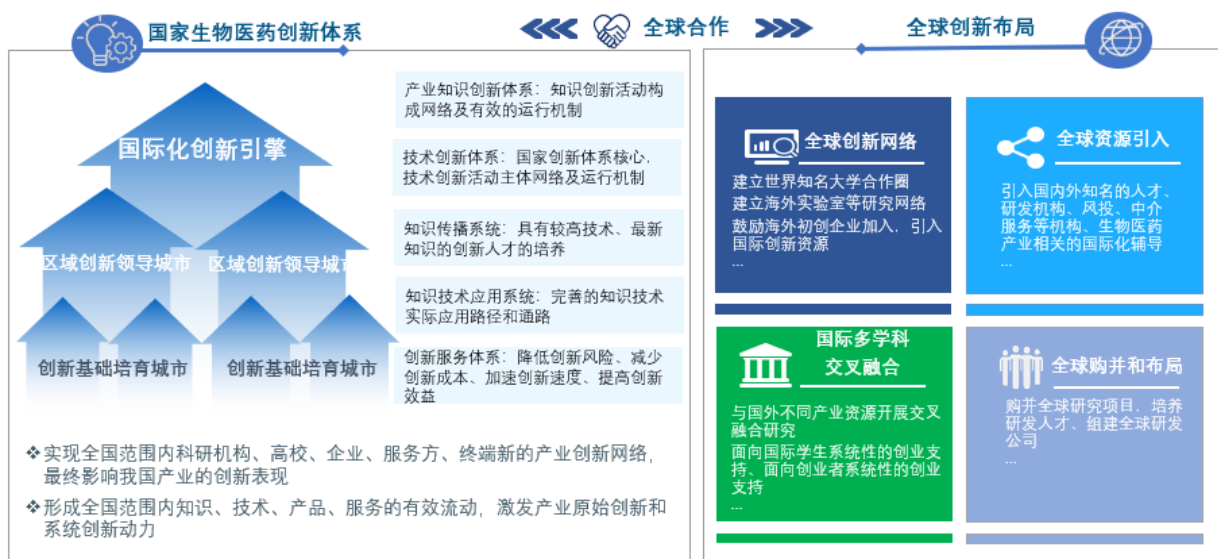 国家生物医药创新体系
全球合作
全球创新布局
国际化创新引擎
区域创新领导城市
区域创新领导城市
创新基础培育城市
创新基础培育城市
产业知识创新体系：知识创新活动构
成网络及有效的运行机制
技术创新体系：国家创新体系核心，
技术创新活动主体网络及运行机制
知识传播系统：具有较高技术、最新
知识的创新人才的培养
知识技术应用系统：完善的知识技术
实际应用路径和通路
创新服务体系：降低创新风险、减少
创新成本、加速创新速度、提高创新
效益
❖实现全国范围内科研机构、高校、企业、服务方、终端新的产业创新网络，
最终影响我国产业的创新表现
❖形成全国范围内知识、技术、产品、服务的有效流动，激发产业原始创新和
系统创新动力
全球创新网络
建立世界知名大学合作圈
建立海外实验室等研究网络
鼓励海外初创企业加入，引入
国际创新资源
...
全球资源引入
引入国内外知名的人才、
研发机构、风投、中介
服务等机构、生物医药
产业相关的国际化辅导
...
国际多学科
交叉融合
与国外不同产业资源开展交叉
融合研究
面向国际学生系统性的创业支
持、面向创业者系统性的创业
支持
...
全球购并和布局
购并全球研究项目、培养
研发人才、组建全球研发
公司
...